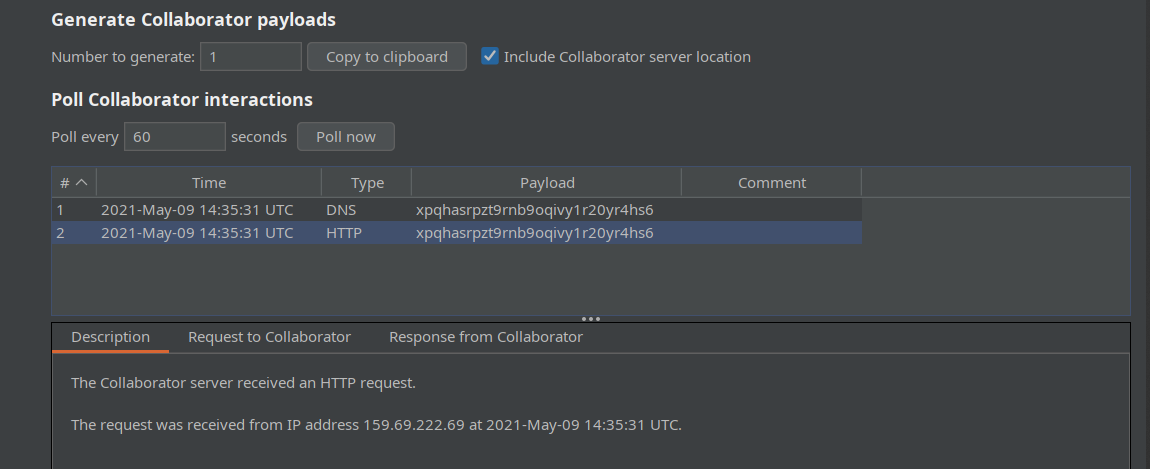 Generate Collaborator payloads
Number to generate: 1 Copy to clipboard Include Collaborator server location
Poll Collaborator interactions
Poll every 60 seconds Poll now
# Time Type Payload Comment
1 2021-May-09 14:35:31 UTC DNS xpqhasrpzt9rnb9oqivy1r20yr4hs6
2 2021-May-09 14:35:31 UTC HTTP xpqhasrpzt9rnb9oqivy1r20yr4hs6
Description Request to Collaborator Response from Collaborator
The Collaborator server received an HTTP request.
The request was received from IP address 159.69.222.69 at 2021-May-09 14:35:31 UTC.